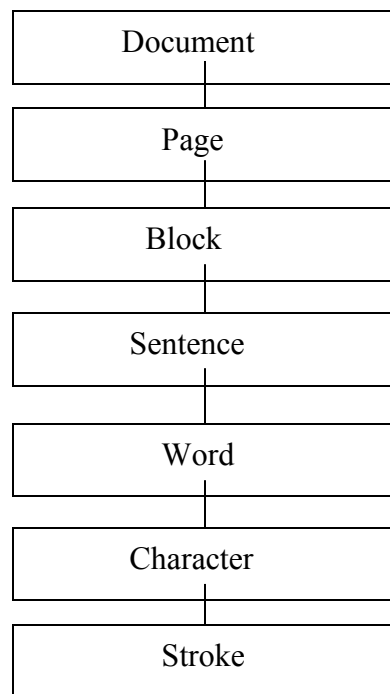 Document
Page
Block
Sentence
Word
Character
Stroke